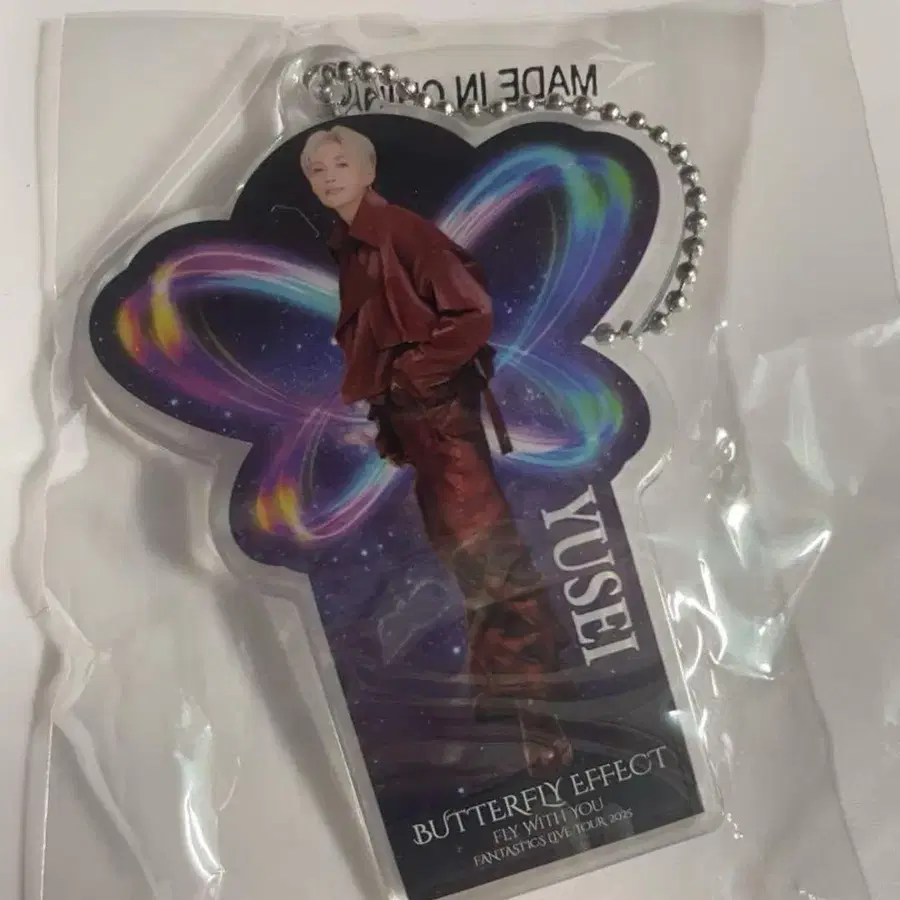 MADE IN CHINA
YUSEI
BUTTERFLY EFFECT
FLY WITH YOU
FANTASTICS LIVE TOUR 2025